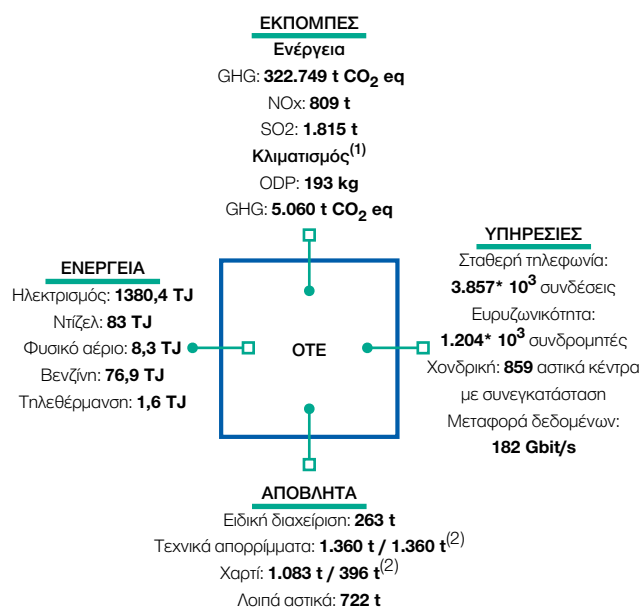 ΕΚΠΟΜΠΕΣ
Ενέργεια
GHG: 322.749 t CO2 eq
NOx: 809 t
SO2: 1.815 t
Κλιματισμός(1)
ODP: 193 kg
GHG: 5.060 t CO2 eq
ΕΝΕΡΓΕΙΑ
Ηλεκτρισμός: 1380,4 TJ
Ντίζελ: 83 TJ
Φυσικό αέριο: 8,3 TJ
Βενζίνη: 76,9 TJ
Τηλεθέρμανση: 1,6 TJ
ΟΤΕ
ΥΠΗΡΕΣΙΕΣ
Σταθερή τηλεφωνία:
3.857* 10³ συνδέσεις
Ευρυζωνικότητα:
1.204* 10³ συνδρομητές
Χονδρική: 859 αστικά κέντρα
με συνεγκατάσταση
Μεταφορά δεδομένων:
182 Gbit/s
ΑΠΟΒΛΗΤΑ
Ειδική διαχείριση: 263 t
Τεχνικά απορρίμματα: 1.360 t / 1.360 t(2)
Χαρτί: 1.083 t / 396 t(2)
Λοιπά αστικά: 722 t